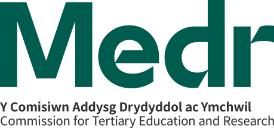 Medr
Y Comisiwn Addysg Drydyddol ac Ymchwil
Commission for Tertiary Education and Research